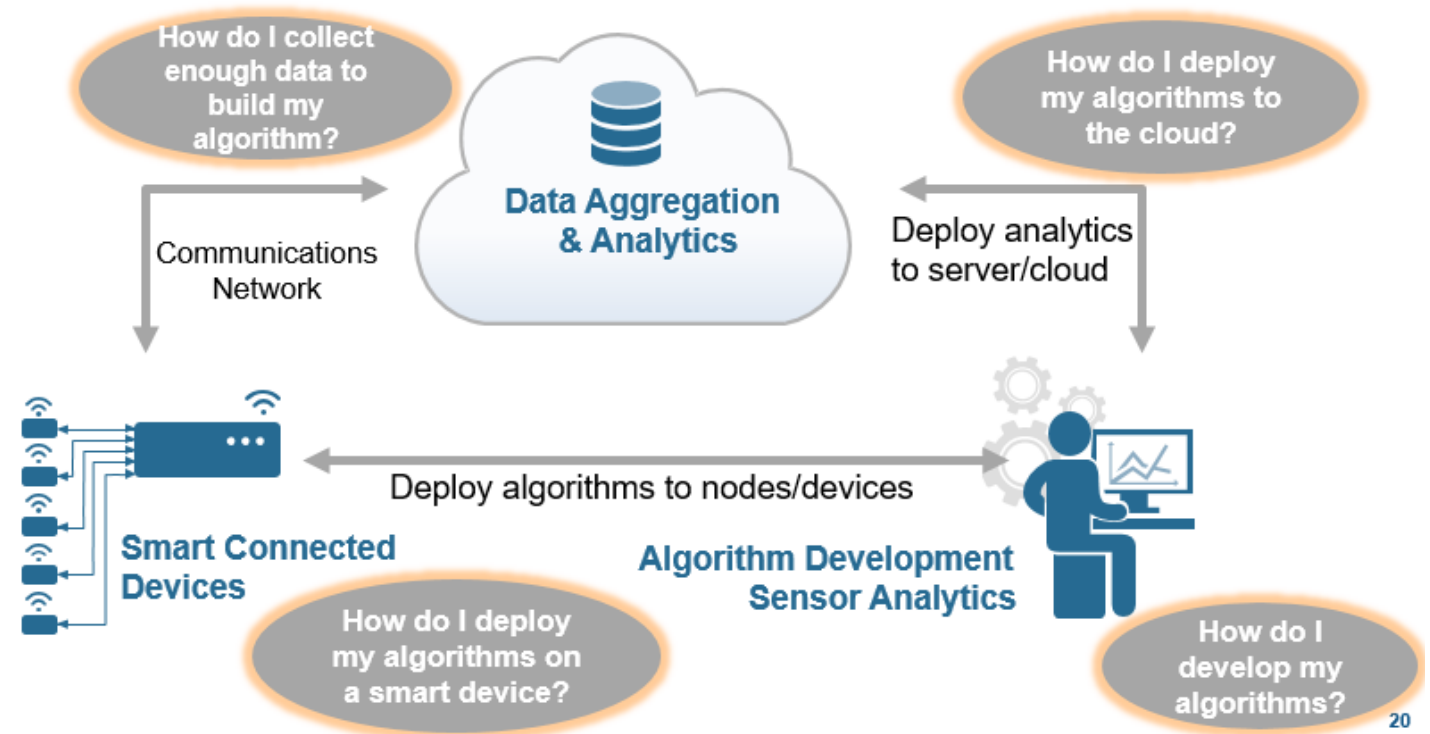 How do I collect
enough data to
build my
algorithm?
How do I deploy
my algorithms to
the cloud?
Data Aggregation
& Analytics
Communications
Network
Deploy analytics
to server/cloud
Deploy algorithms to nodes/devices
Smart Connected
Devices
Algorithm Development
Sensor Analytics
How do I deploy
my algorithms on
a smart device?
How do I
develop my
algorithms?
20